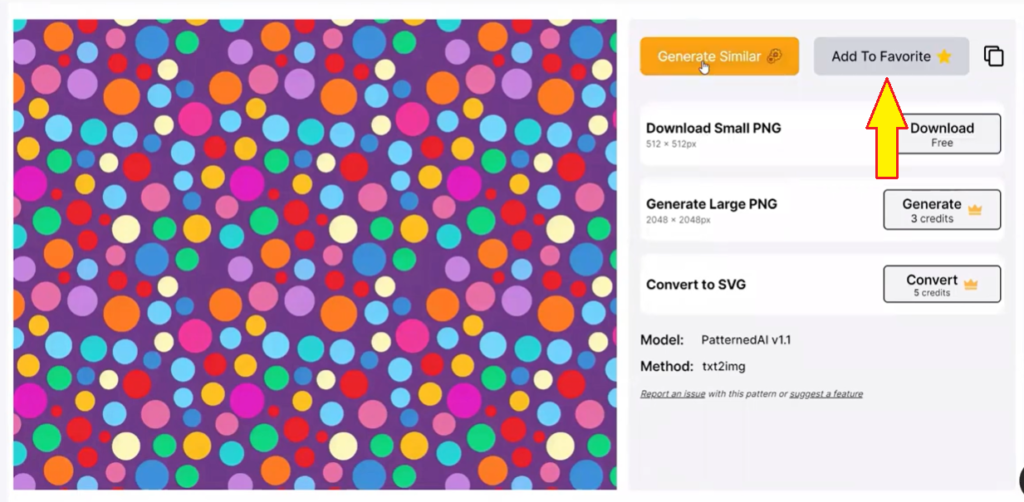 Generate Similar
Add To Favorite
Download Small PNG
512 × 512px
Download
Free
Generate Large PNG
2048 × 2048px
Generate
3 credits
Convert to SVG
Convert
5 credits
Model: PatternedAI v1.1
Method: txt2img
Report an issue with this pattern or suggest a feature